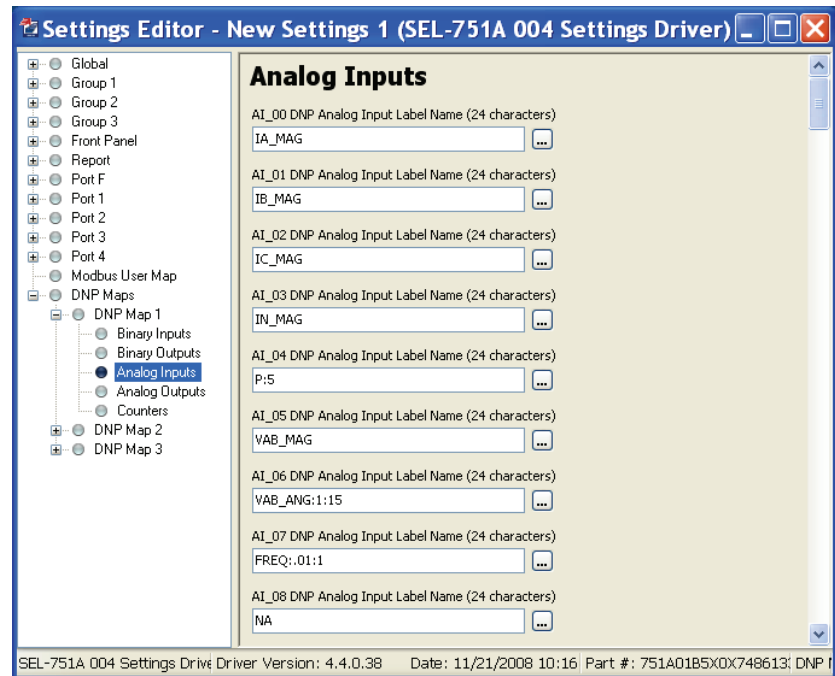 Settings Editor - New Settings 1 (SEL-751A 004 Settings Driver)
Global
Group 1
Group 2
Group 3
Front Panel
Report
Port F
Port 1
Port 2
Port 3
Port 4
Modbus User Map
DNP Maps
DNP Map 1
Binary Inputs
Binary Outputs
Analog Inputs
Analog Outputs
Counters
DNP Map 2
DNP Map 3
Analog Inputs
AI_00 DNP Analog Input Label Name (24 characters)
IA_MAG
...
AI_01 DNP Analog Input Label Name (24 characters)
IB_MAG
...
AI_02 DNP Analog Input Label Name (24 characters)
IC_MAG
...
AI_03 DNP Analog Input Label Name (24 characters)
IN_MAG
...
AI_04 DNP Analog Input Label Name (24 characters)
P:5
...
AI_05 DNP Analog Input Label Name (24 characters)
VAB_MAG
...
AI_06 DNP Analog Input Label Name (24 characters)
VAB_ANG:1:15
...
AI_07 DNP Analog Input Label Name (24 characters)
FREQ:.01:1
...
AI_08 DNP Analog Input Label Name (24 characters)
NA
...
SEL-751A 004 Settings Drive Driver Version: 4.4.0.38 Date: 11/21/2008 10:16 Part #: 751A01B5X0X748613 DNP